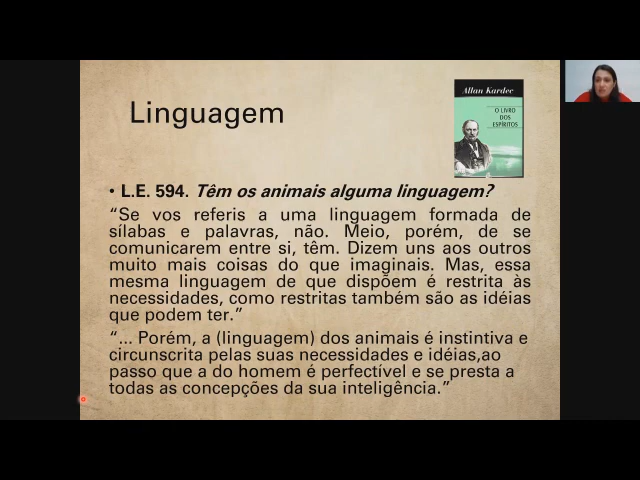 Linguagem
Allan Kardec
O LIVRO
DOS
ESPÍRITOS
• L.E. 594. Têm os animais alguma linguagem?
“Se vos referis a uma linguagem formada de
sílabas e palavras, não. Meio, porém, de se
comunicarem entre si, têm. Dizem uns aos outros
muito mais coisas do que imaginais. Mas, essa
mesma linguagem de que dispõem é restrita às
necessidades, como restritas também são as idéias
que podem ter.”
“... Porém, a (linguagem) dos animais é instintiva e
circunscrita pelas suas necessidades e idéias,ao
passo que a do homem é perfectível e se presta a
todas as concepções da sua inteligência.”